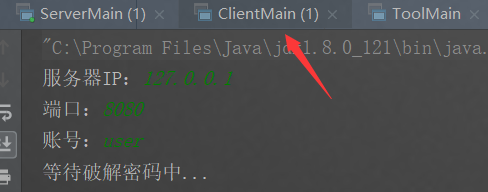 ServerMain (1) ClientMain (1) ToolMain
"C:\Program Files\Java\jdk1.8.0_121\bin\java.
服务器IP：127.0.0.1
端口：8080
账号：user
等待破解密码中...